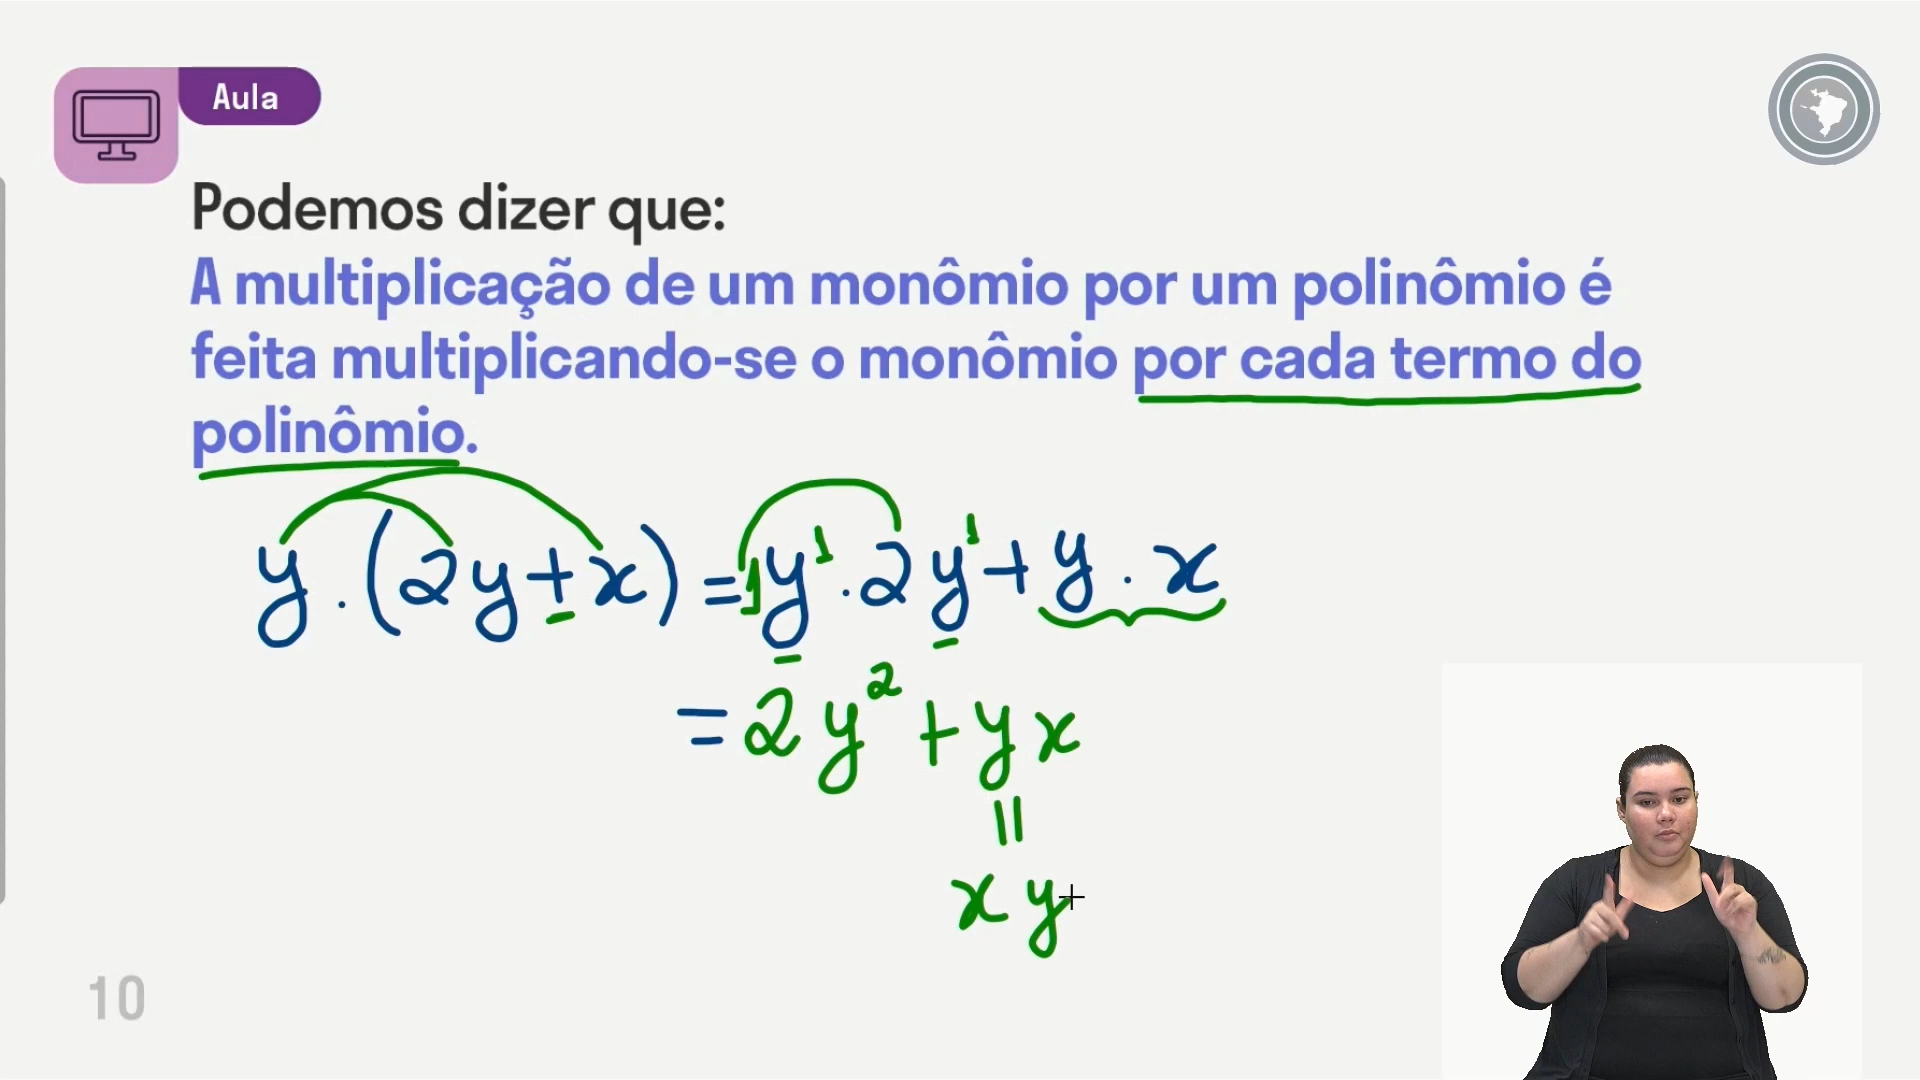 Aula
Podemos dizer que:
A multiplicação de um monômio por um polinômio é
feita multiplicando-se o monômio por cada termo do
polinômio.
y . (2y + x) = 1y¹ . 2y¹ + y . x
= 2y² + yx
=
xy
10